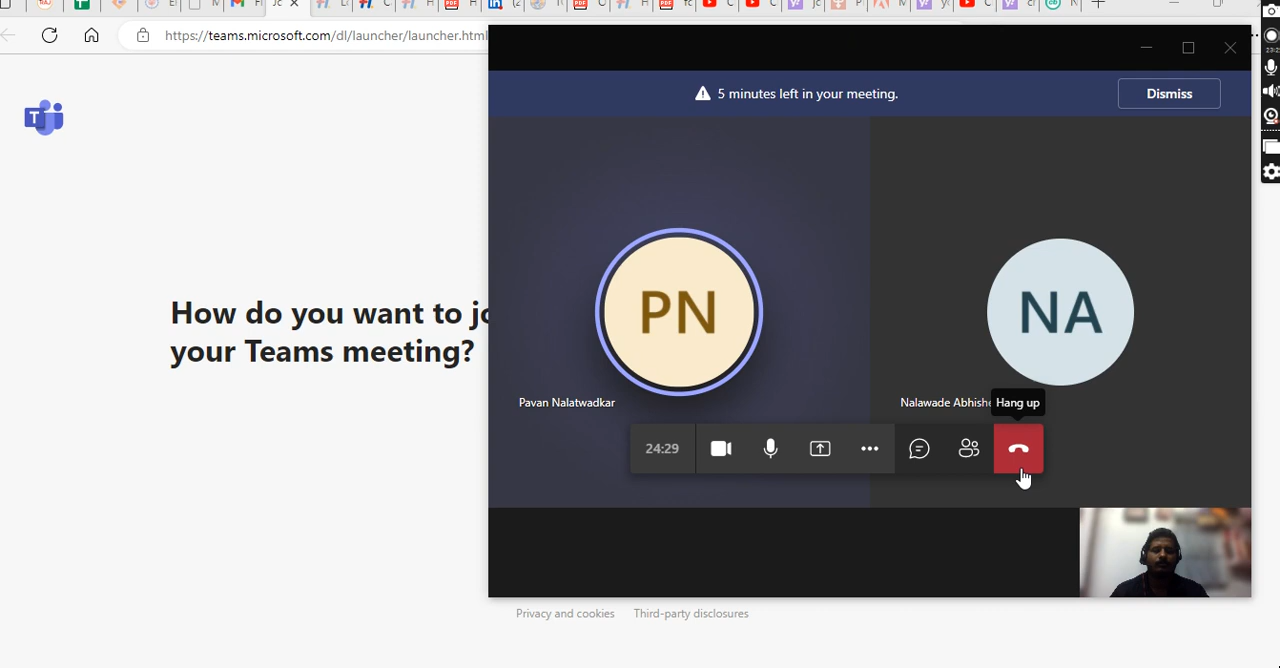 https://teams.microsoft.com/dl/launcher/launcher.html
T
5 minutes left in your meeting.
Dismiss
How do you want to jo
your Teams meeting?
PN
NA
Pavan Nalatwadkar
Nalawade Abhishe
Hang up
24:29
Privacy and cookies
Third-party disclosures